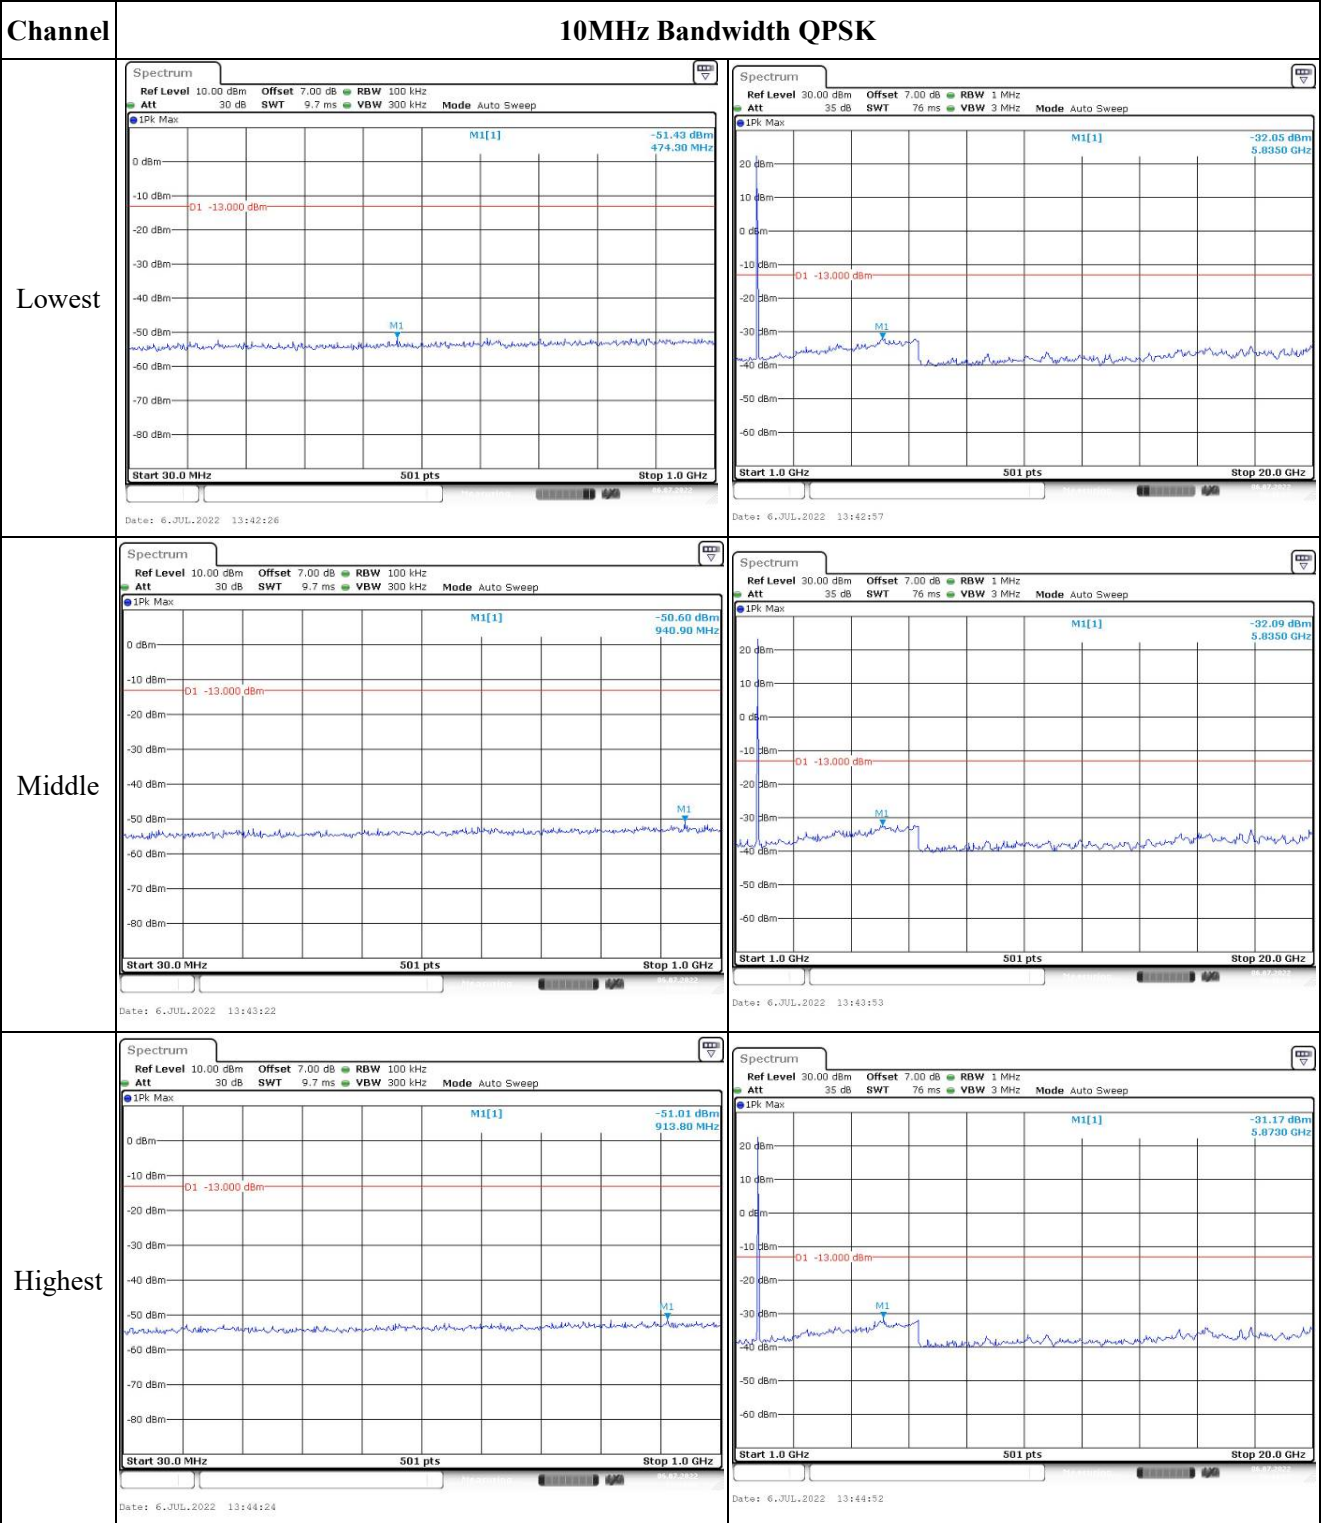 Channel 10MHz Bandwidth QPSK
Lowest
Spectrum
Ref Level 10.00 dBm Offset 7.00 dB RBW 100 kHz
Att 30 dB SWT 9.7 ms VBW 300 kHz Mode Auto Sweep
1Pk Max
M1[1] -51.43 dBm
474.30 MHz
0 dBm
-10 dBm
D1 -13.000 dBm
-20 dBm
-30 dBm
-40 dBm
-50 dBm
M1
-60 dBm
-70 dBm
-80 dBm
Start 30.0 MHz 501 pts Stop 1.0 GHz
Date: 6.JUL.2022 13:42:26
Spectrum
Ref Level 30.00 dBm Offset 7.00 dB RBW 1 MHz
Att 35 dB SWT 76 ms VBW 3 MHz Mode Auto Sweep
1Pk Max
M1[1] -32.05 dBm
5.8350 GHz
20 dBm
10 dBm
0 dBm
-10 dBm
D1 -13.000 dBm
-20 dBm
-30 dBm
M1
-40 dBm
-50 dBm
-60 dBm
Start 1.0 GHz 501 pts Stop 20.0 GHz
Date: 6.JUL.2022 13:42:57
Middle
Spectrum
Ref Level 10.00 dBm Offset 7.00 dB RBW 100 kHz
Att 30 dB SWT 9.7 ms VBW 300 kHz Mode Auto Sweep
1Pk Max
M1[1] -50.60 dBm
940.90 MHz
0 dBm
-10 dBm
D1 -13.000 dBm
-20 dBm
-30 dBm
-40 dBm
-50 dBm
M1
-60 dBm
-70 dBm
-80 dBm
Start 30.0 MHz 501 pts Stop 1.0 GHz
Date: 6.JUL.2022 13:43:22
Spectrum
Ref Level 30.00 dBm Offset 7.00 dB RBW 1 MHz
Att 35 dB SWT 76 ms VBW 3 MHz Mode Auto Sweep
1Pk Max
M1[1] -32.09 dBm
5.8350 GHz
20 dBm
10 dBm
0 dBm
-10 dBm
D1 -13.000 dBm
-20 dBm
-30 dBm
M1
-40 dBm
-50 dBm
-60 dBm
Start 1.0 GHz 501 pts Stop 20.0 GHz
Date: 6.JUL.2022 13:43:53
Highest
Spectrum
Ref Level 10.00 dBm Offset 7.00 dB RBW 100 kHz
Att 30 dB SWT 9.7 ms VBW 300 kHz Mode Auto Sweep
1Pk Max
M1[1] -51.01 dBm
913.80 MHz
0 dBm
-10 dBm
D1 -13.000 dBm
-20 dBm
-30 dBm
-40 dBm
-50 dBm
M1
-60 dBm
-70 dBm
-80 dBm
Start 30.0 MHz 501 pts Stop 1.0 GHz
Date: 6.JUL.2022 13:44:24
Spectrum
Ref Level 30.00 dBm Offset 7.00 dB RBW 1 MHz
Att 35 dB SWT 76 ms VBW 3 MHz Mode Auto Sweep
1Pk Max
M1[1] -31.17 dBm
5.8730 GHz
20 dBm
10 dBm
0 dBm
-10 dBm
D1 -13.000 dBm
-20 dBm
-30 dBm
M1
-40 dBm
-50 dBm
-60 dBm
Start 1.0 GHz 501 pts Stop 20.0 GHz
Date: 6.JUL.2022 13:44:52